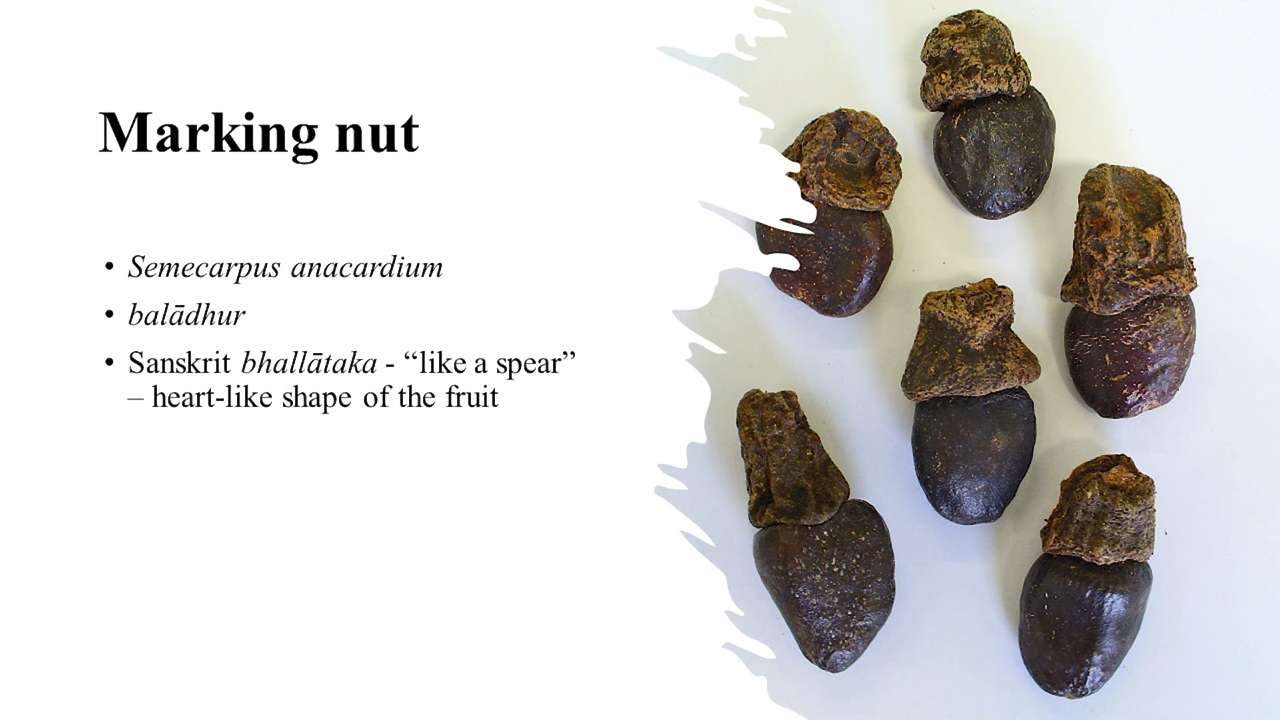 Marking nut
• Semecarpus anacardium
• balādhur
• Sanskrit bhallātaka - “like a spear”
– heart-like shape of the fruit